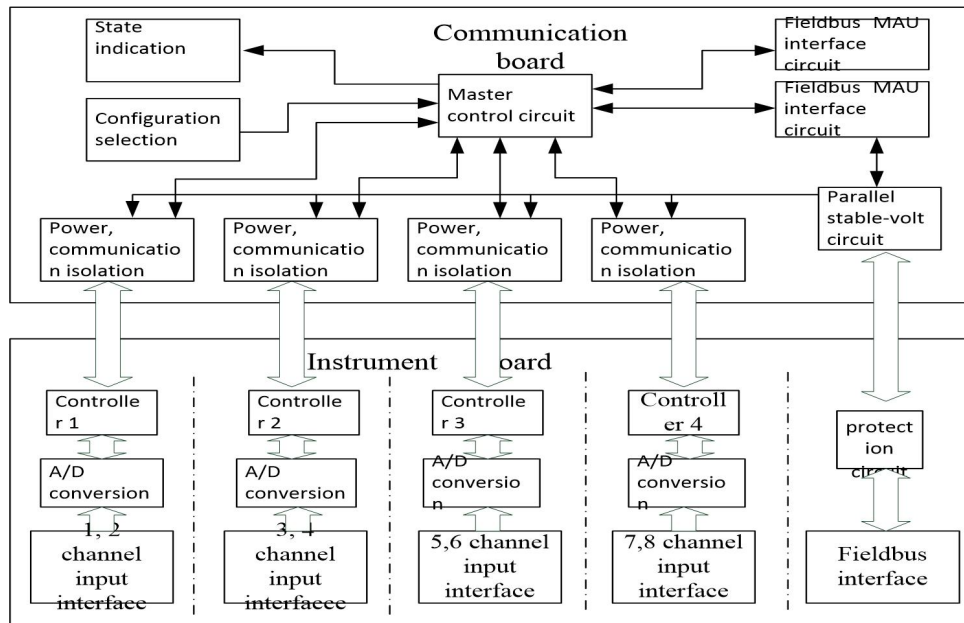 State
indication
Communication
board
Fieldbus MAU
interface
circuit
Fieldbus MAU
interface
circuit
Configuration
selection
Master
control circuit
Parallel
stable-volt
circuit
Power,
communicatio
n isolation
Power,
communicatio
n isolation
Power,
communicatio
n isolation
Power,
communicatio
n isolation
Instrument oard
Controlle
r 1
Controlle
r 2
Controlle
r 3
Controll
er 4
protect
ion circuit
A/D
conversion
A/D
conversion
A/D
conversio
n
A/D
conversio
n
1, 2
channel
input
interface
3, 4
channel
input
interfacee
5,6 channel
input
interface
7,8 channel
input
interface
Fieldbus
interface